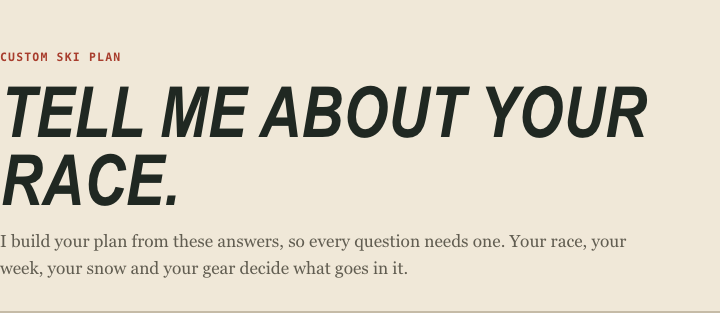 CUSTOM SKI PLAN
TELL ME ABOUT YOUR
RACE.
I build your plan from these answers, so every question needs one. Your race, your
week, your snow and your gear decide what goes in it.